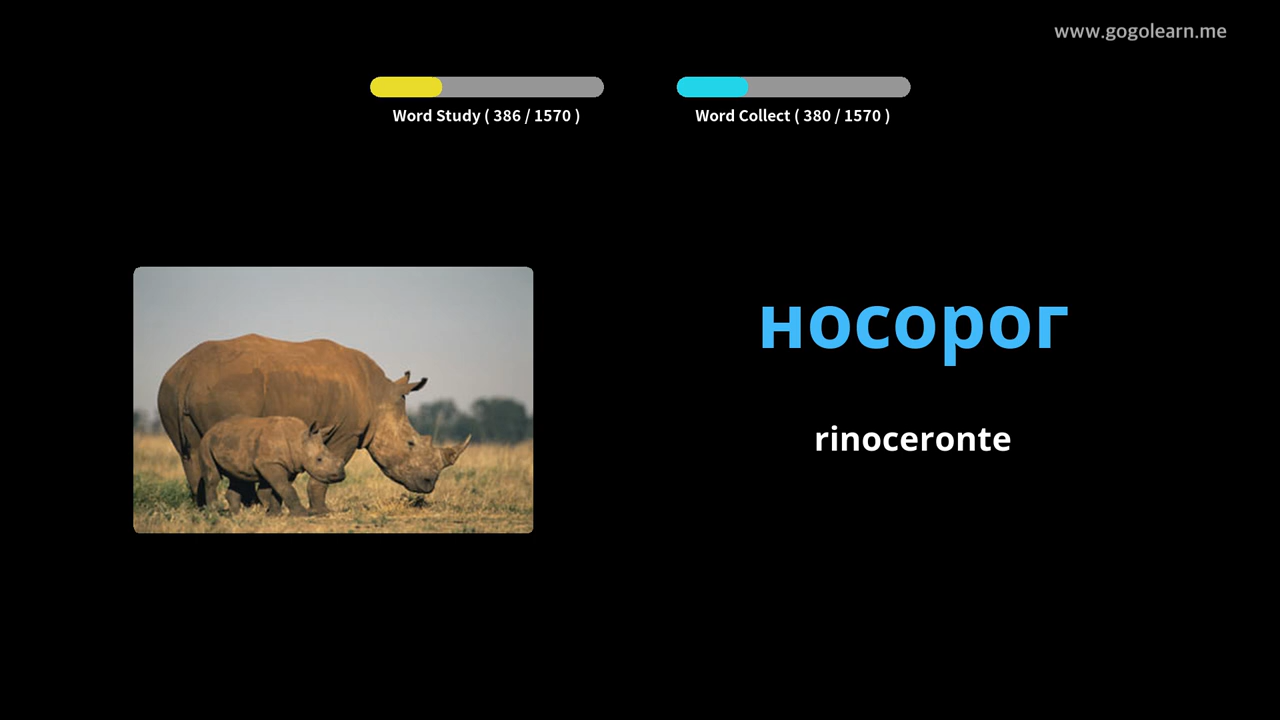 www.gogolearn.me
Word Study ( 386 / 1570 )
Word Collect ( 380 / 1570 )
носорог
rinoceronte